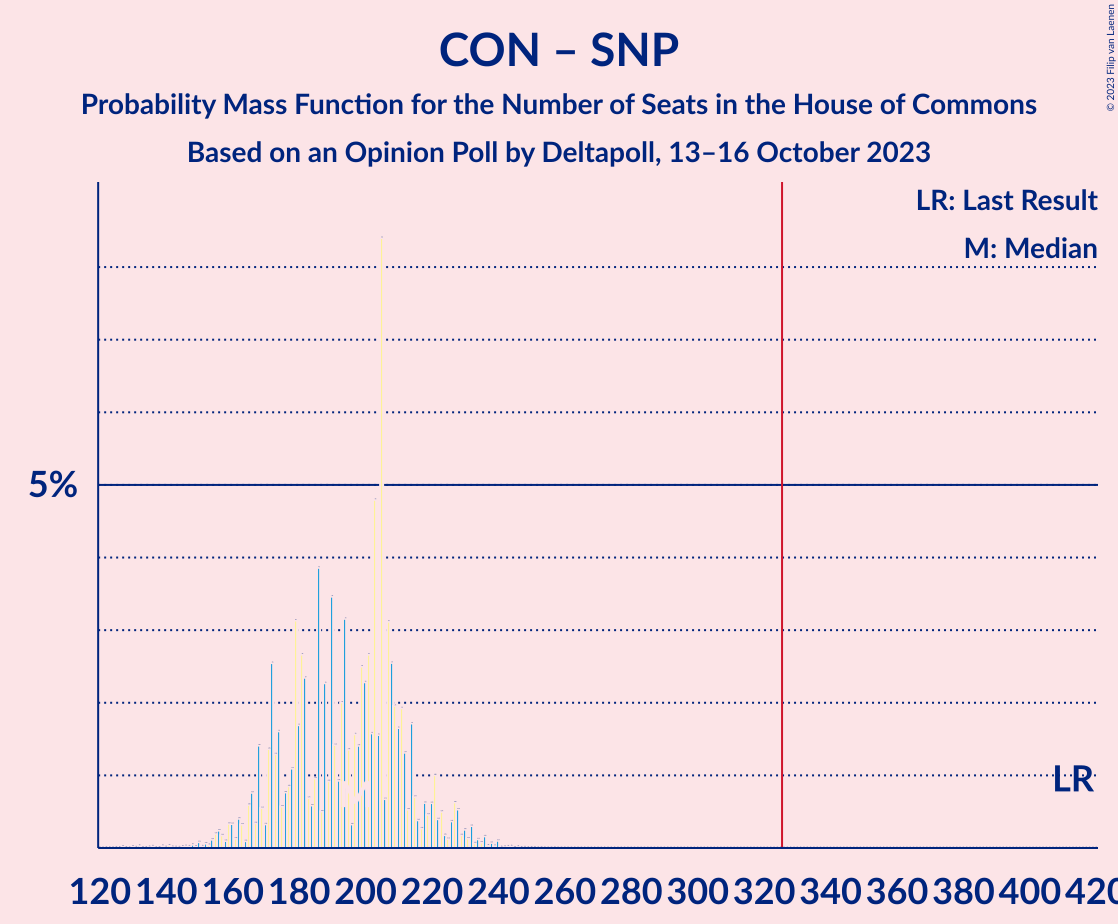 CON – SNP
Probability Mass Function for the Number of Seats in the House of Commons
Based on an Opinion Poll by Deltapoll, 13–16 October 2023
© 2023 Filip van Laenen
LR: Last Result
M: Median
5%
LR
120 140 160 180 200 220 240 260 280 300 320 340 360 380 400 420